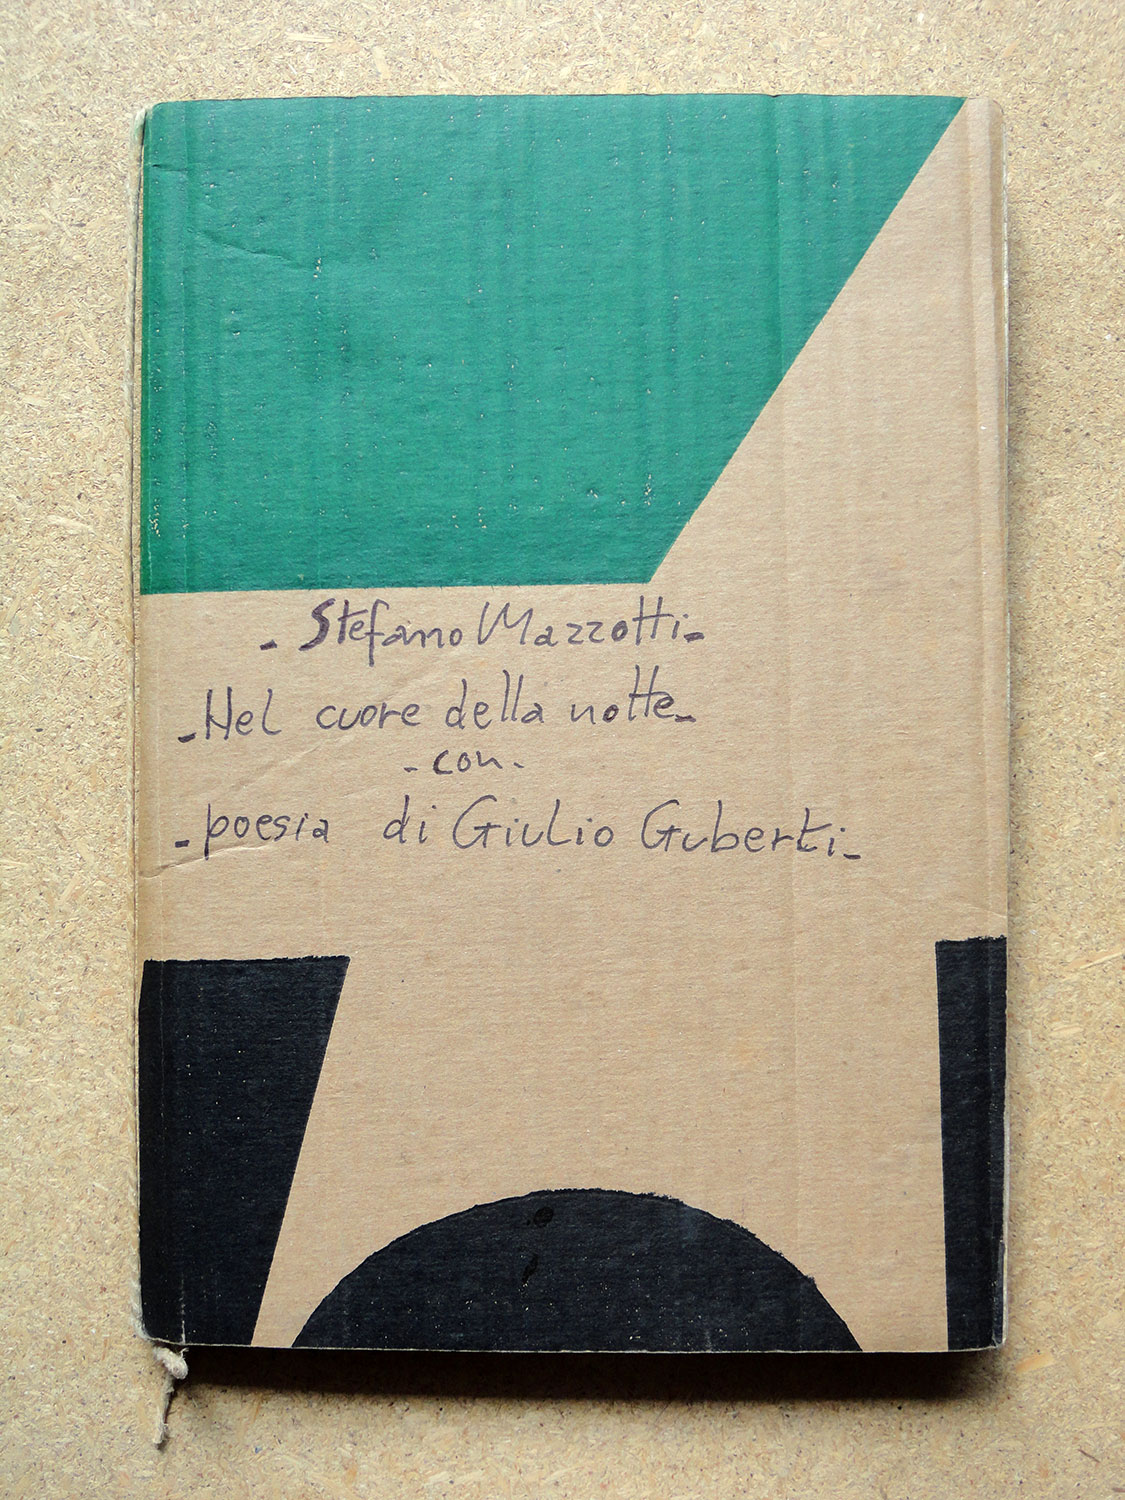 - Stefano Mazzotti -
- Nel cuore della notte -
- con -
- poesia di Giulio Guberti -